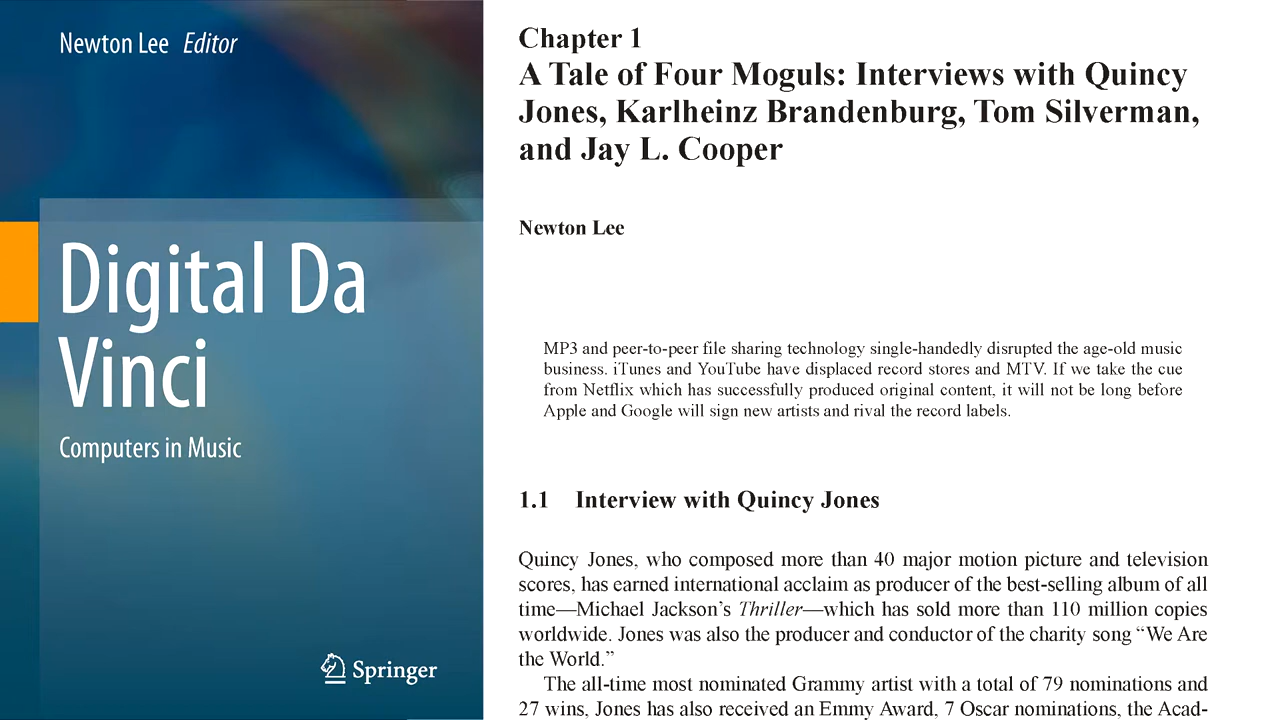 Newton Lee Editor
Digital Da
Vinci
Computers in Music
Springer
Chapter 1
A Tale of Four Moguls: Interviews with Quincy
Jones, Karlheinz Brandenburg, Tom Silverman,
and Jay L. Cooper
Newton Lee
MP3 and peer-to-peer file sharing technology single-handedly disrupted the age-old music
business. iTunes and YouTube have displaced record stores and MTV. If we take the cue
from Netflix which has successfully produced original content, it will not be long before
Apple and Google will sign new artists and rival the record labels.
1.1 Interview with Quincy Jones
Quincy Jones, who composed more than 40 major motion picture and television
scores, has earned international acclaim as producer of the best-selling album of all
time—Michael Jackson’s Thriller—which has sold more than 110 million copies
worldwide. Jones was also the producer and conductor of the charity song “We Are
the World.”
The all-time most nominated Grammy artist with a total of 79 nominations and
27 wins, Jones has also received an Emmy Award, 7 Oscar nominations, the Acad-